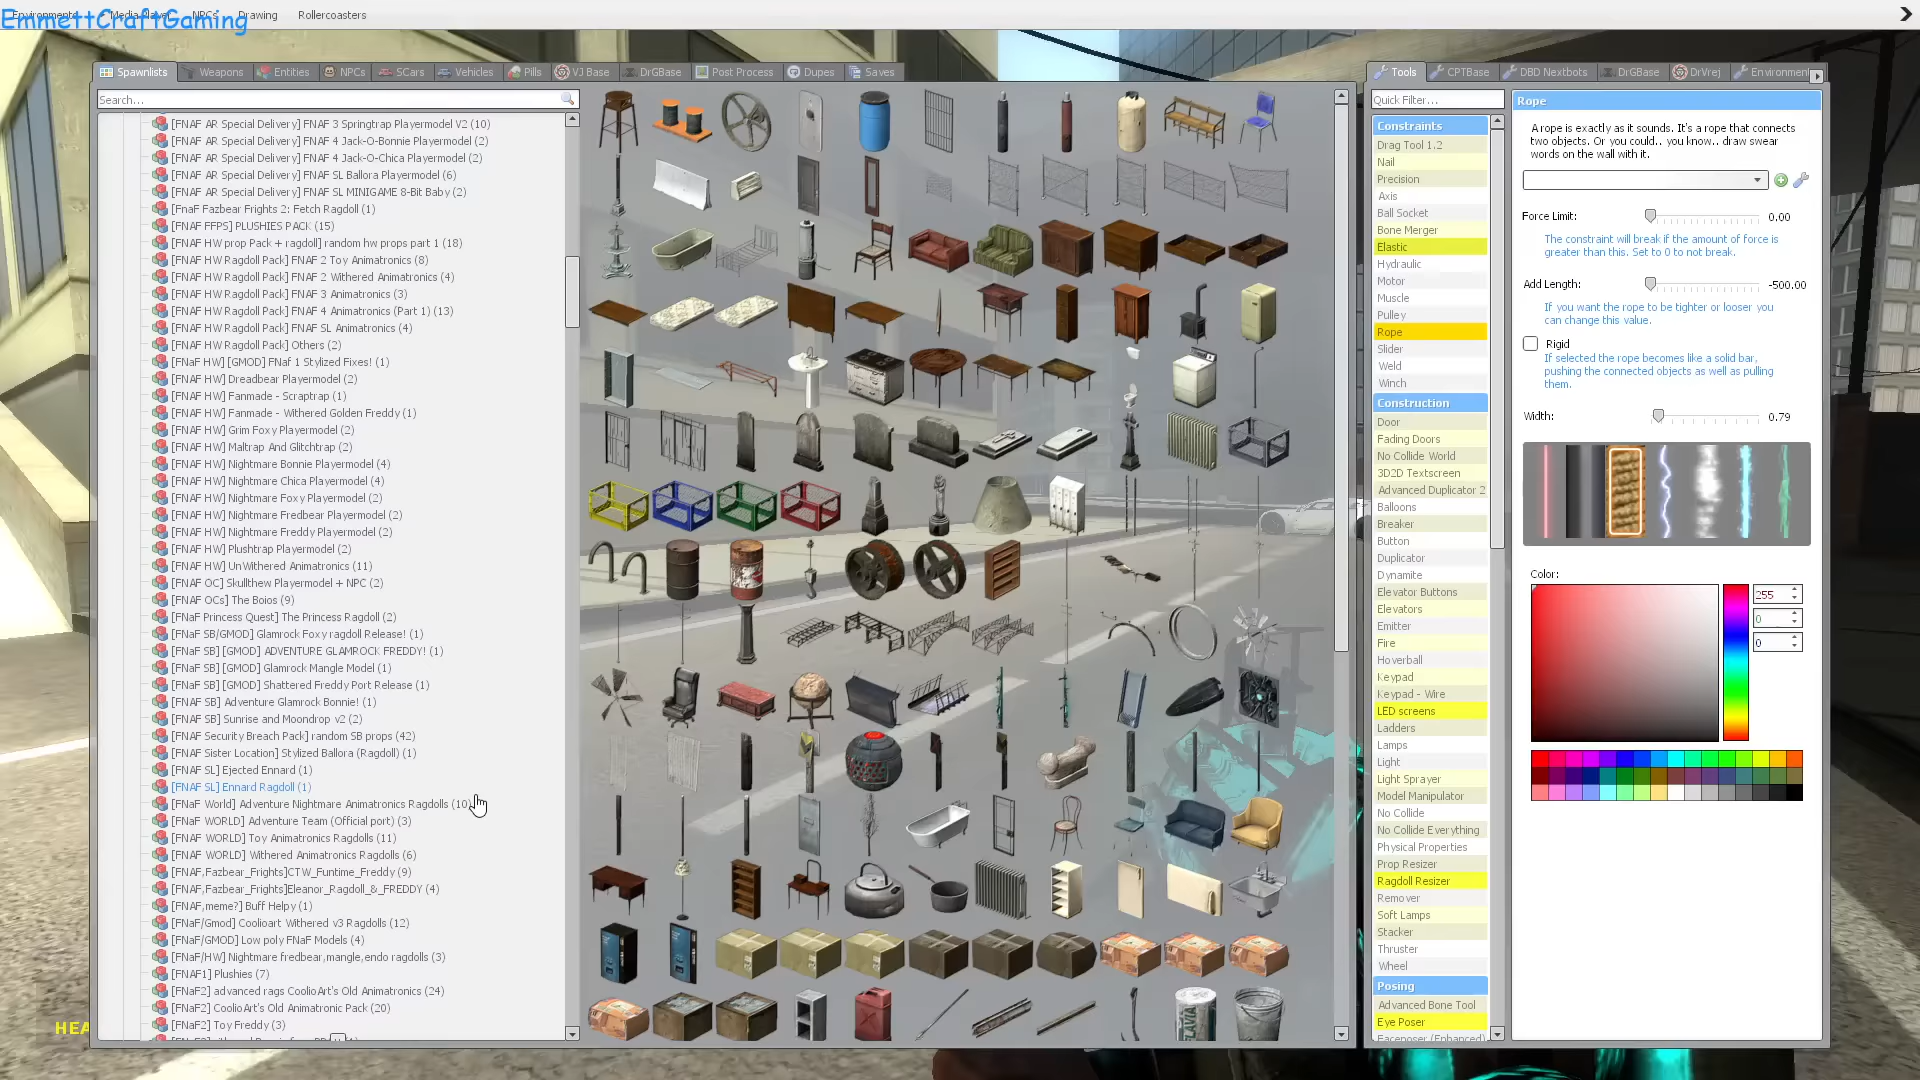 Environments
Media Player
NPCs
Drawing
Rollercoasters
EmmettCraftGaming
Spawnlists
Weapons
Entities
NPCs
SCars
Vehicles
Pills
VJ Base
DrGBase
Post Process
Dupes
Saves
Search...
[FNAF AR Special Delivery] FNAF 3 Springtrap Playermodel V2 (10)
[FNAF AR Special Delivery] FNAF 4 Jack-O-Bonnie Playermodel (2)
[FNAF AR Special Delivery] FNAF 4 Jack-O-Chica Playermodel (2)
[FNAF AR Special Delivery] FNAF SL Ballora Playermodel (6)
[FNAF AR Special Delivery] FNAF SL MINIGAME 8-Bit Baby (2)
[FnaF Fazbear Frights 2: Fetch Ragdoll (1)
[FNAF FFPS] PLUSHIES PACK (15)
[FNAF HW prop Pack + ragdoll] random hw props part 1 (18)
[FNAF HW Ragdoll Pack] FNAF 2 Toy Animatronics (8)
[FNAF HW Ragdoll Pack] FNAF 2 Withered Animatronics (4)
[FNAF HW Ragdoll Pack] FNAF 3 Animatronics (3)
[FNAF HW Ragdoll Pack] FNAF 4 Animatronics (Part 1) (13)
[FNAF HW Ragdoll Pack] FNAF SL Animatronics (4)
[FNAF HW Ragdoll Pack] Others (2)
[FNaF HW] [GMOD] FNaf 1 Stylized Fixes! (1)
[FNAF HW] Dreadbear Playermodel (2)
[FNAF HW] Fanmade - Scraptrap (1)
[FNAF HW] Fanmade - Withered Golden Freddy (1)
[FNAF HW] Grim Foxy Playermodel (2)
[FNAF HW] Maltrap And Glitchtrap (2)
[FNAF HW] Nightmare Bonnie Playermodel (4)
[FNAF HW] Nightmare Chica Playermodel (4)
[FNAF HW] Nightmare Foxy Playermodel (2)
[FNAF HW] Nightmare Fredbear Playermodel (2)
[FNAF HW] Nightmare Freddy Playermodel (2)
[FNAF HW] Plushtrap Playermodel (2)
[FNAF HW] UnWithered Animatronics (11)
[FNAF OC] Skullthew Playermodel + NPC (2)
[FNAF OCs] The Boios (9)
[FNaF Princess Quest] The Princess Ragdoll (2)
[FNaF SB/GMOD] Glamrock Foxy ragdoll Release! (1)
[FNaF SB] [GMOD] ADVENTURE GLAMROCK FREDDY! (1)
[FNaF SB] [GMOD] Glamrock Mangle Model (1)
[FNaF SB] [GMOD] Shattered Freddy Port Release (1)
[FNAF SB] Adventure Glamrock Bonnie! (1)
[FNAF SB] Sunrise and Moondrop v2 (2)
[FNAF Security Breach Pack] random SB props (42)
[FNAF Sister Location] Stylized Ballora (Ragdoll) (1)
[FNAF SL] Ejected Ennard (1)
[FNAF SL] Ennard Ragdoll (1)
[FNaF World] Adventure Nightmare Animatronics Ragdolls (10)
[FNaF WORLD] Adventure Team (Official port) (3)
[FNAF WORLD] Toy Animatronics Ragdolls (11)
[FNAF WORLD] Withered Animatronics Ragdolls (6)
[FNAF,Fazbear_Frights]CTW_Funtime_Freddy (9)
[FNAF,Fazbear_Frights]Eleanor_Ragdoll_&_FREDDY (4)
[FNAF,meme?] Buff Helpy (1)
[FNaF/Gmod] Coolioart Withered v3 Ragdolls (12)
[FNaF/GMOD] Low poly FNaF Models (4)
[FNaF/HW] Nightmare fredbear,mangle,endo ragdolls (3)
[FNAF1] Plushies (7)
[FNaF2] advanced rags CoolioArt's Old Animatronics (24)
[FNaF2] CoolioArt's Old Animatronic Pack (20)
[FNaF2] Toy Freddy (3)
HEA
Tools
CPTBase
DBD Nextbots
DrGBase
DrVrej
Environment
Quick Filter...
Constraints
Drag Tool 1.2
Nail
Precision
Axis
Ball Socket
Bone Merger
Elastic
Hydraulic
Motor
Muscle
Pulley
Rope
Slider
Weld
Winch
Construction
Door
Fading Doors
No Collide World
3D2D Textscreen
Advanced Duplicator 2
Balloons
Breaker
Button
Duplicator
Dynamite
Elevator Buttons
Elevators
Emitter
Fire
Hoverball
Keypad
Keypad - Wire
LED screens
Ladders
Lamps
Light
Light Sprayer
Model Manipulator
No Collide
No Collide Everything
Physical Properties
Prop Resizer
Ragdoll Resizer
Remover
Soft Lamps
Stacker
Thruster
Wheel
Posing
Advanced Bone Tool
Eye Poser
Faceposer (Enhanced)
Rope
A rope is exactly as it sounds. It's a rope that connects
two objects. Or you could.. you know.. draw swear
words on the wall with it.
Force Limit: 0.00
The constraint will break if the amount of force is
greater than this. Set to 0 to not break.
Add Length: -500.00
If you want the rope to be tighter or looser you
can change this value.
Rigid
If selected the rope becomes like a solid bar,
pushing the connected objects as well as pulling
them.
Width: 0.79
Color:
255
0
0